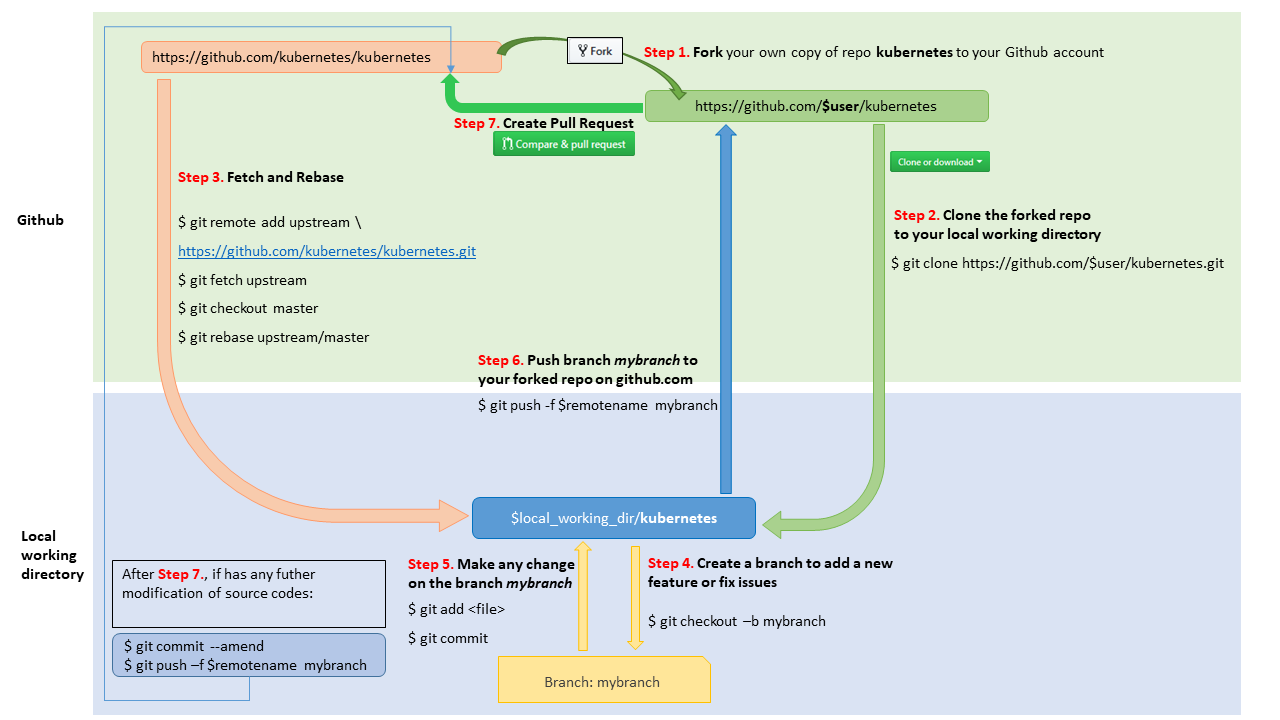 https://github.com/kubernetes/kubernetes
Fork
Step 1. Fork your own copy of repo kubernetes to your Github account
https://github.com/$user/kubernetes
Step 7. Create Pull Request
Compare & pull request
Clone or download
Step 3. Fetch and Rebase
$ git remote add upstream \
https://github.com/kubernetes/kubernetes.git
$ git fetch upstream
$ git checkout master
$ git rebase upstream/master
Github
Step 2. Clone the forked repo
to your local working directory
$ git clone https://github.com/$user/kubernetes.git
Step 6. Push branch mybranch to
your forked repo on github.com
$ git push -f $remotename mybranch
$local_working_dir/kubernetes
Local
working
directory
After Step 7., if has any futher
modification of source codes:
$ git commit --amend
$ git push –f $remotename mybranch
Step 5. Make any change
on the branch mybranch
$ git add <file>
$ git commit
Step 4. Create a branch to add a new
feature or fix issues
$ git checkout –b mybranch
Branch: mybranch